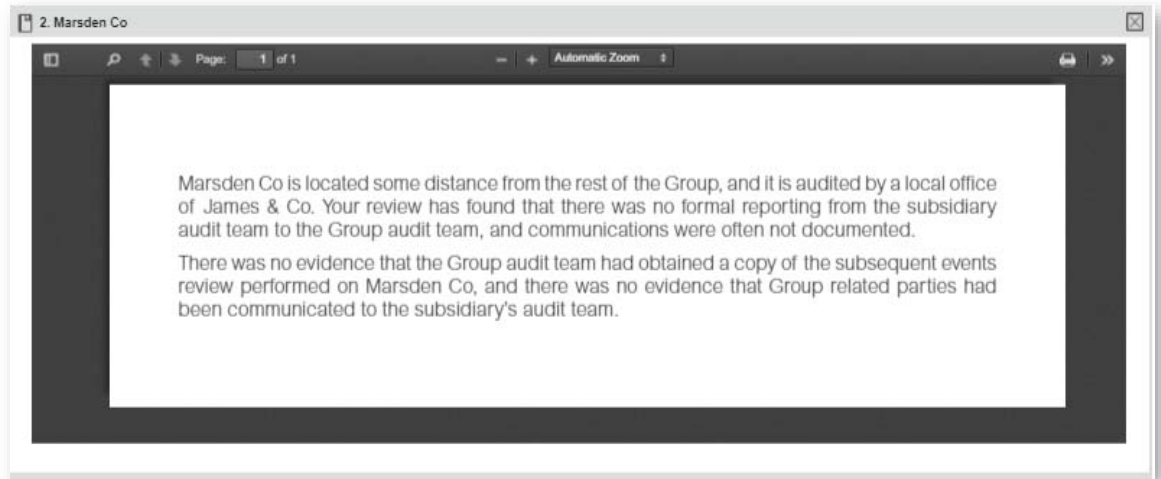 2. Marsden Co
Page: 1 of 1
Automatic Zoom
Marsden Co is located some distance from the rest of the Group, and it is audited by a local office
of James & Co. Your review has found that there was no formal reporting from the subsidiary
audit team to the Group audit team, and communications were often not documented.
There was no evidence that the Group audit team had obtained a copy of the subsequent events
review performed on Marsden Co, and there was no evidence that Group related parties had
been communicated to the subsidiary's audit team.